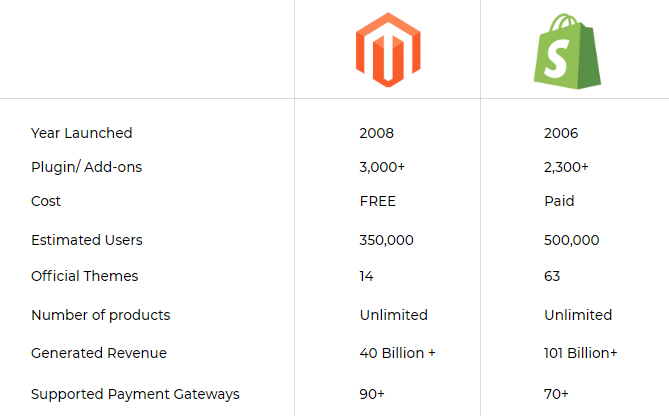 Year Launched 2008 2006
Plugin/ Add-ons 3,000+ 2,300+
Cost FREE Paid
Estimated Users 350,000 500,000
Official Themes 14 63
Number of products Unlimited Unlimited
Generated Revenue 40 Billion + 101 Billion+
Supported Payment Gateways 90+ 70+